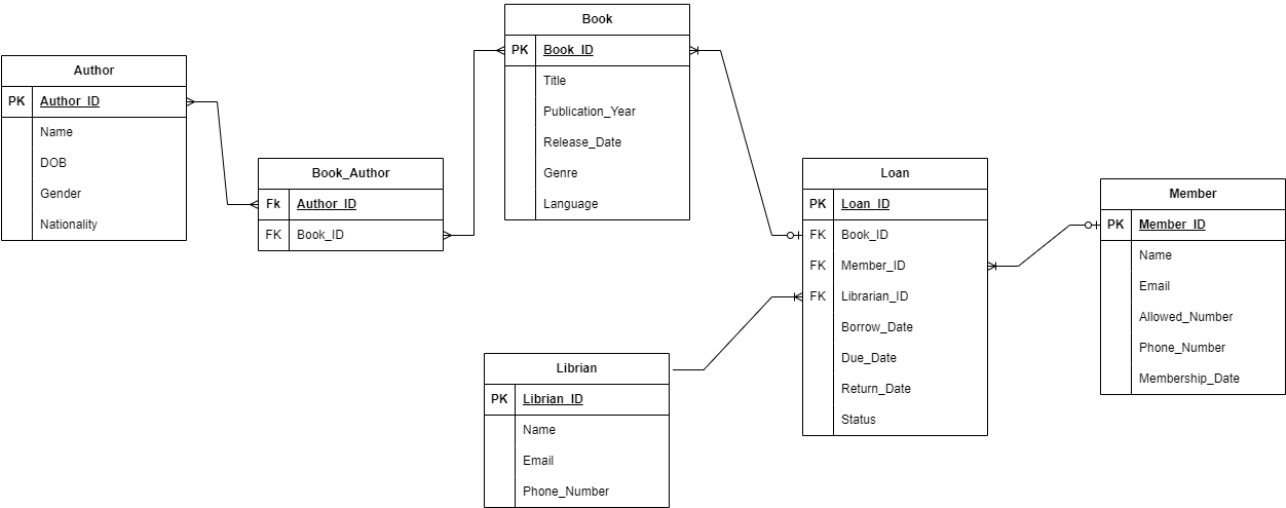 Author
PK Author_ID
Name
DOB
Gender
Nationality
Book_Author
Fk Author_ID
FK Book_ID
Book
PK Book_ID
Title
Publication_Year
Release_Date
Genre
Language
Librian
PK Librian_ID
Name
Email
Phone_Number
Loan
PK Loan_ID
FK Book_ID
FK Member_ID
FK Librarian_ID
Borrow_Date
Due_Date
Return_Date
Status
Member
PK Member_ID
Name
Email
Allowed_Number
Phone_Number
Membership_Date